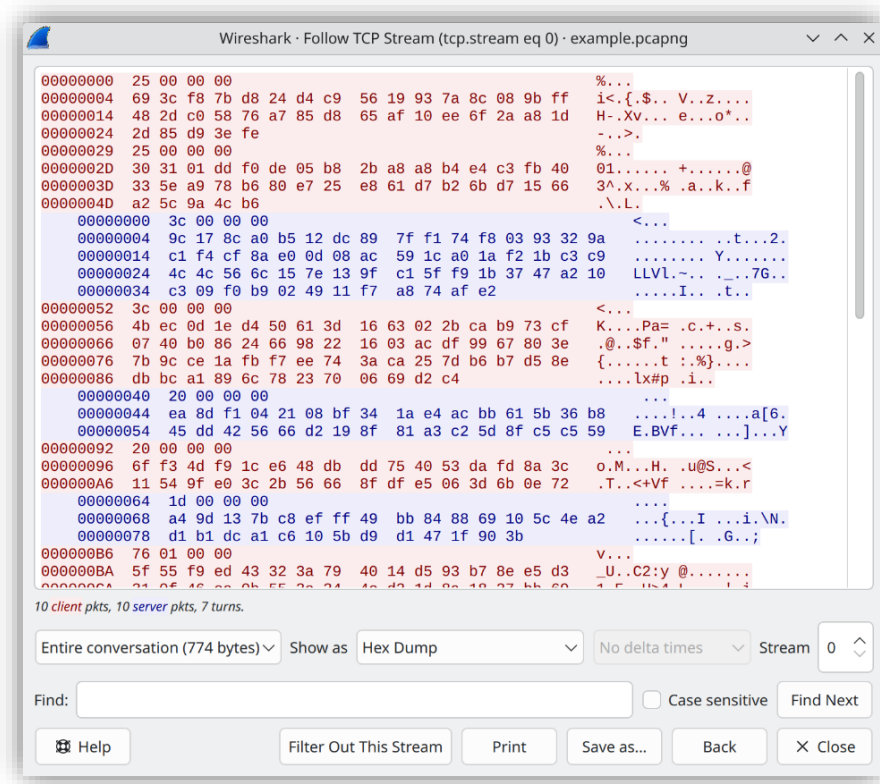 Wireshark · Follow TCP Stream (tcp.stream eq 0) · example.pcapng
00000000 25 00 00 00 %...
00000004 69 3c f8 7b d8 24 d4 c9 56 19 93 7a 8c 08 9b ff i<.{.$.. V..z....
00000014 48 2d c0 58 76 a7 85 d8 65 af 10 ee 6f 2a a8 1d H-.Xv... e...o*..
00000024 2d 85 d9 3e fe -..>.
00000029 25 00 00 00 %...
0000002D 30 31 01 dd f0 de 05 b8 2b a8 a8 b4 e4 c3 fb 40 01...... +......@
0000003D 33 5e a9 78 b6 80 e7 25 e8 61 d7 b2 6b d7 15 66 3^.x...% .a..k..f
0000004D a2 5c 9a 4c b6 .\.L.
00000000 3c 00 00 00 <...
00000004 9c 17 8c a0 b5 12 dc 89 7f f1 74 f8 03 93 32 9a ........ ..t...2.
00000014 c1 f4 cf 8a e0 0d 08 ac 59 1c a0 1a f2 1b c3 c9 ........ Y.......
00000024 4c 4c 56 6c 15 7e 13 9f c1 5f f9 1b 37 47 a2 10 LLVl.~.. ._..7G..
00000034 c3 09 f0 b9 02 49 11 f7 a8 74 af e2 .....I.. .t..
00000052 3c 00 00 00 <...
00000056 4b ec 0d 1e d4 50 61 3d 16 63 02 2b ca b9 73 cf K....Pa= .c.+..s.
00000066 07 40 b0 86 24 66 98 22 16 03 ac df 99 67 80 3e .@..$f." .....g.>
00000076 7b 9c ce 1a fb f7 ee 74 3a ca 25 7d b6 b7 d5 8e {......t :.%}....
00000086 db bc a1 89 6c 78 23 70 06 69 d2 c4 ....lx#p .i..
00000040 20 00 00 00 ...
00000044 ea 8d f1 04 21 08 bf 34 1a e4 ac bb 61 5b 36 b8 ....!..4 ....a[6.
00000054 45 dd 42 56 66 d2 19 8f 81 a3 c2 5d 8f c5 c5 59 E.BVf... ...]...Y
00000092 20 00 00 00 ...
00000096 6f f3 4d f9 1c e6 48 db dd 75 40 53 da fd 8a 3c o.M...H. .u@S...<
000000A6 11 54 9f e0 3c 2b 56 66 8f df e5 06 3d 6b 0e 72 .T..<+Vf ....=k.r
00000064 1d 00 00 00 ....
00000068 a4 9d 13 7b c8 ef ff 49 bb 84 88 69 10 5c 4e a2 ...{...I ...i.\N.
00000078 d1 b1 dc a1 c6 10 5b d9 d1 47 1f 90 3b ......[. .G..;
000000B6 76 01 00 00 v...
000000BA 5f 55 f9 ed 43 32 3a 79 40 14 d5 93 b7 8e e5 d3 _U..C2:y @.......
10 client pkts, 10 server pkts, 7 turns.
Entire conversation (774 bytes) Show as Hex Dump No delta times Stream 0
Find: Case sensitive Find Next
Help Filter Out This Stream Print Save as... Back Close